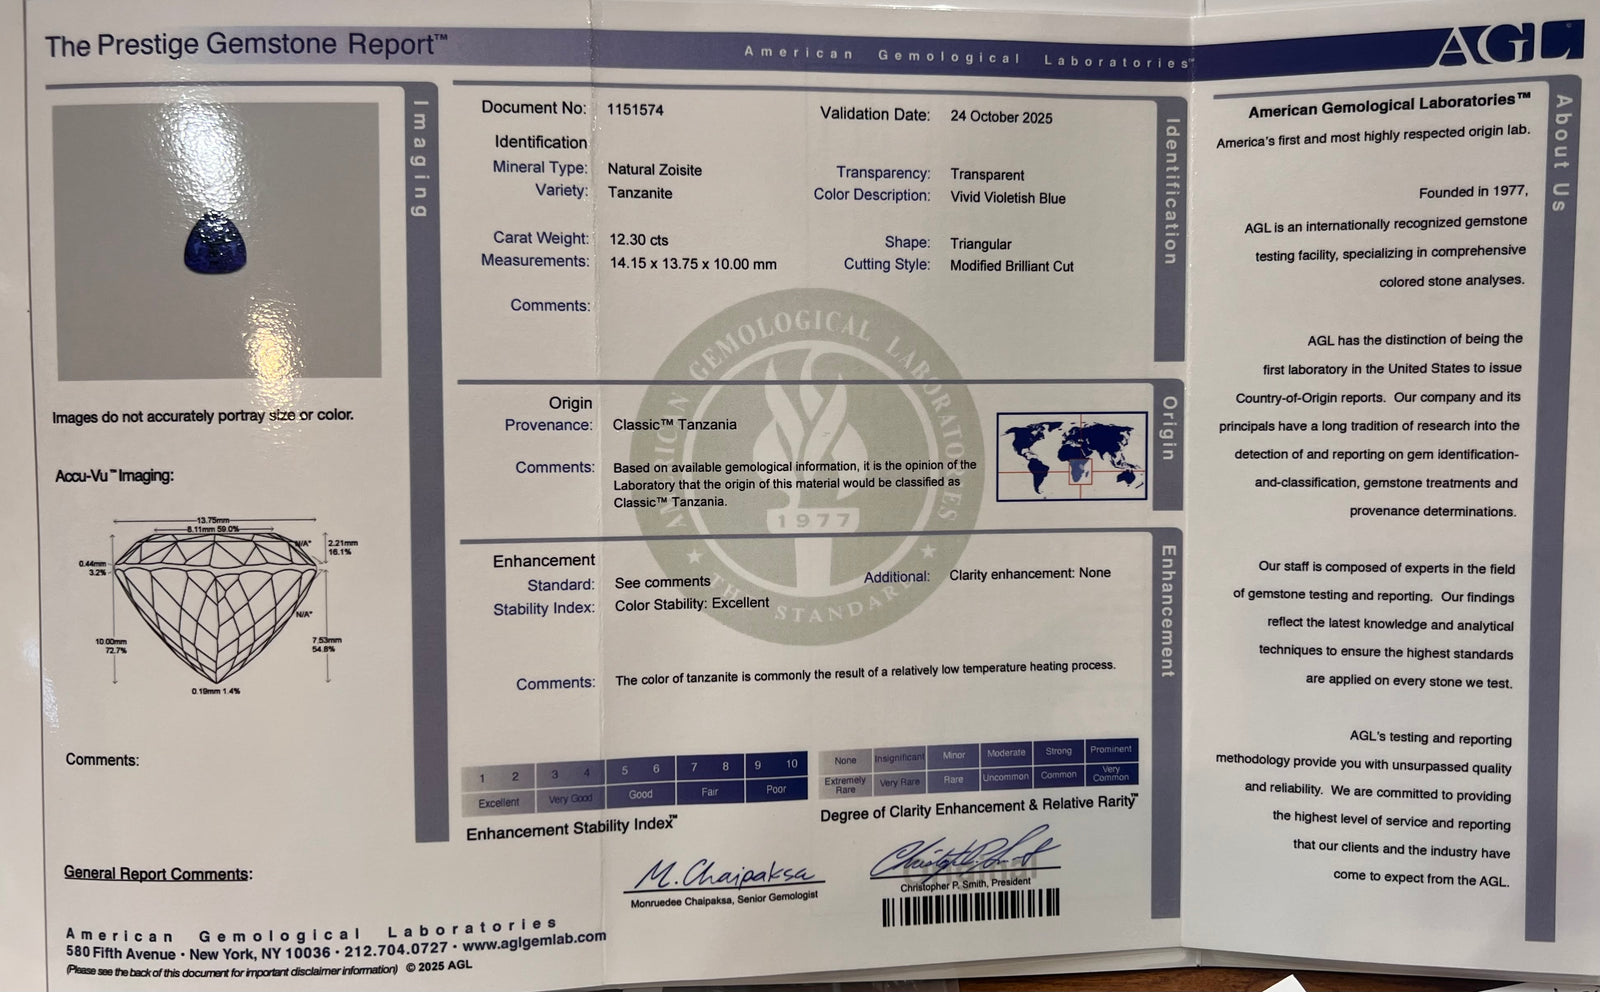 The Prestige Gemstone Report™
American Gemological Laboratories℠
AGL
Imaging
Images do not accurately portray size or color.
Accu-Vu™ Imaging:
13.75mm
8.11mm 59.0%
N/A*
2.21mm
16.1%
0.44mm
3.2%
N/A*
10.00mm
72.7%
7.53mm
54.8%
0.19mm 1.4%
Comments:
General Report Comments:
American Gemological Laboratories
580 Fifth Avenue • New York, NY 10036 • 212.704.0727 • www.aglgemlab.com
(Please see the back of this document for important disclaimer information) © 2025 AGL
Document No: 1151574
Validation Date: 24 October 2025
Identification
Identification
Mineral Type: Natural Zoisite
Transparency: Transparent
Variety: Tanzanite
Color Description: Vivid Violetish Blue
Carat Weight: 12.30 cts
Shape: Triangular
Measurements: 14.15 x 13.75 x 10.00 mm
Cutting Style: Modified Brilliant Cut
Comments:
AMERICAN GEMOLOGICAL LABORATORIES
1977
THE STANDARD
Origin
Origin
Provenance: Classic™ Tanzania
Comments: Based on available gemological information, it is the opinion of the
Laboratory that the origin of this material would be classified as
Classic™ Tanzania.
Enhancement
Enhancement
Standard: See comments
Additional: Clarity enhancement: None
Stability Index: Color Stability: Excellent
Comments: The color of tanzanite is commonly the result of a relatively low temperature heating process.
1 2 3 4 5 6 7 8 9 10
Excellent Very Good Good Fair Poor
Enhancement Stability Index™
None Insignificant Minor Moderate Strong Prominent
Extremely Rare Very Rare Rare Uncommon Common Very Common
Degree of Clarity Enhancement & Relative Rarity™
M. Chaipaksa
Monruedee Chaipaksa, Senior Gemologist
Original
Christopher P. Smith, President
About Us
American Gemological Laboratories™
America's first and most highly respected origin lab.
Founded in 1977,
AGL is an internationally recognized gemstone
testing facility, specializing in comprehensive
colored stone analyses.
AGL has the distinction of being the
first laboratory in the United States to issue
Country-of-Origin reports. Our company and its
principals have a long tradition of research into the
detection of and reporting on gem identification-
and-classification, gemstone treatments and
provenance determinations.
Our staff is composed of experts in the field
of gemstone testing and reporting. Our findings
reflect the latest knowledge and analytical
techniques to ensure the highest standards
are applied on every stone we test.
AGL's testing and reporting
methodology provide you with unsurpassed quality
and reliability. We are committed to providing
the highest level of service and reporting
that our clients and the industry have
come to expect from the AGL.